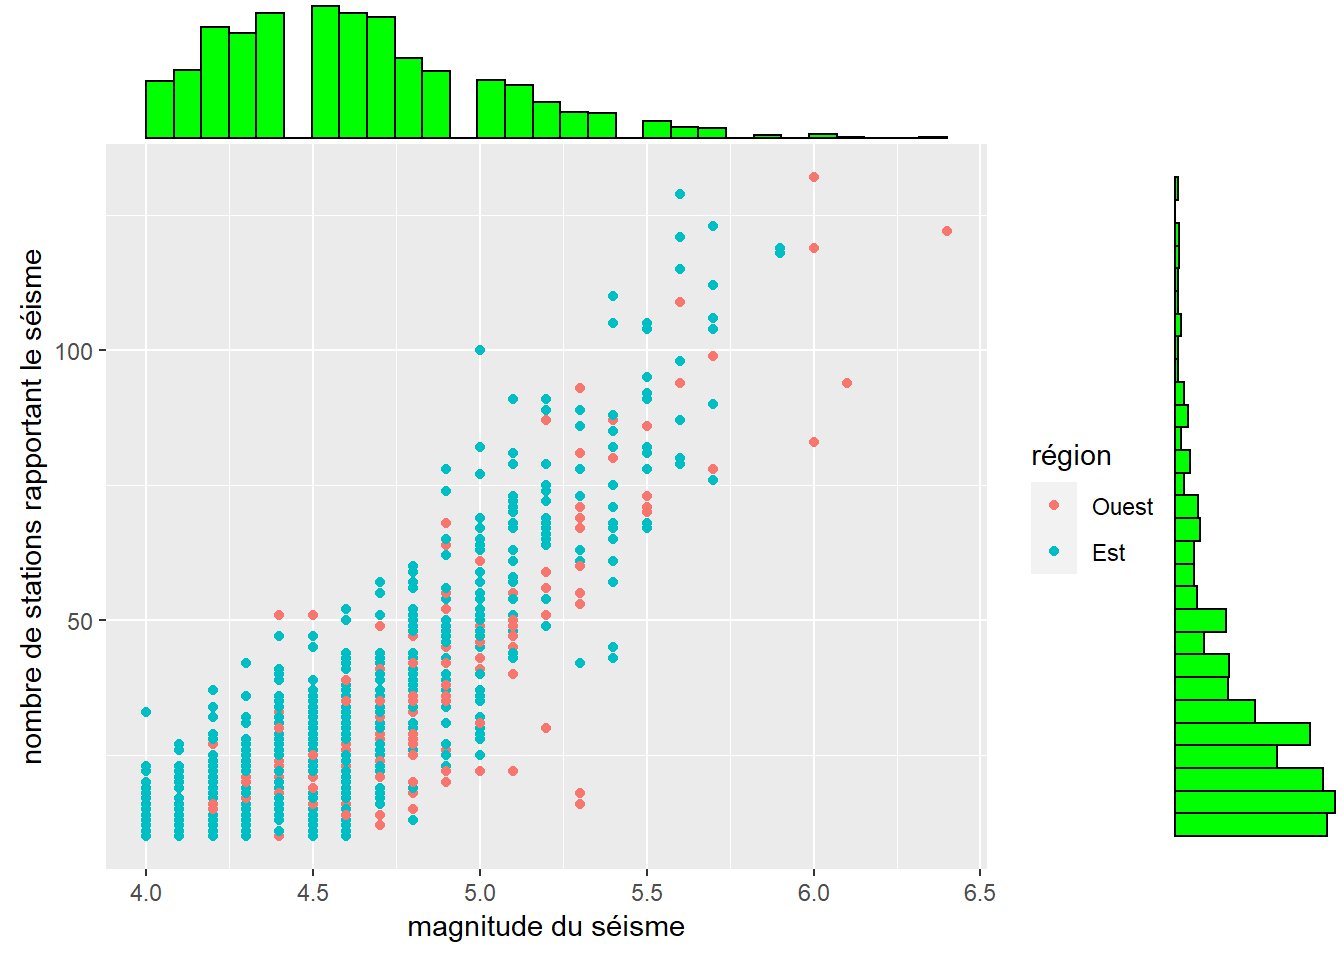 nombre de stations rapportant le séisme
100
50
4.0 4.5 5.0 5.5 6.0 6.5
magnitude du séisme
région
Ouest
Est